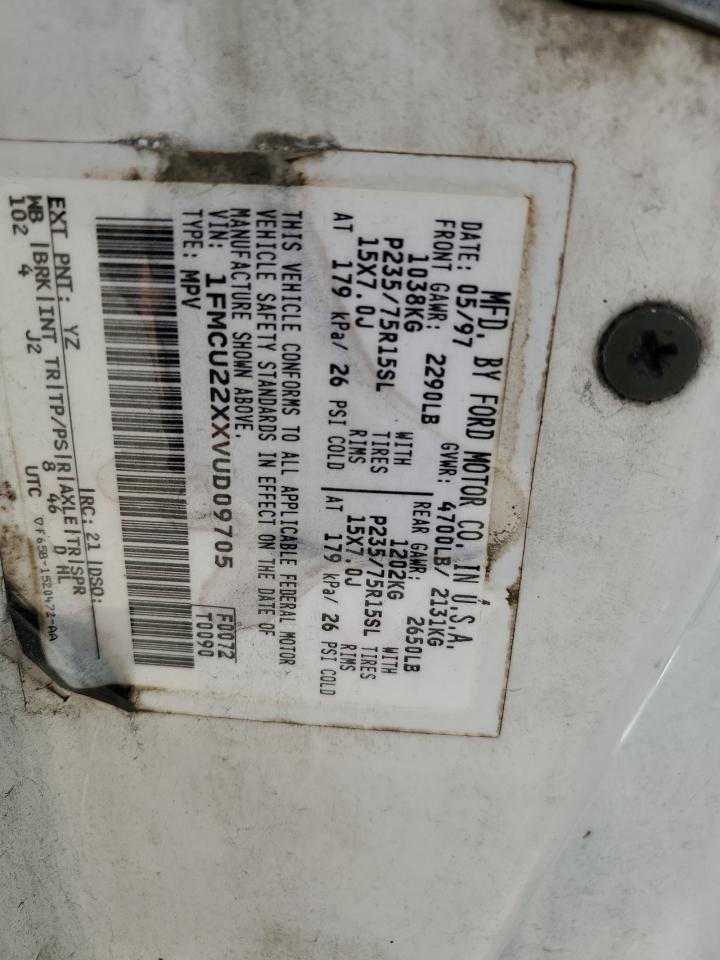 MFD. BY FORD MOTOR CO. IN U.S.A.
DATE: 05/97 GVWR: 4700LB/ 2131KG
FRONT GAWR: 2290LB REAR GAWR: 2650LB
1038KG WITH 1202KG WITH
P235/75R15SL TIRES P235/75R15SL TIRES
15X7.0J RIMS 15X7.0J RIMS
AT 179 kPa/ 26 PSI COLD AT 179 kPa/ 26 PSI COLD
THIS VEHICLE CONFORMS TO ALL APPLICABLE FEDERAL MOTOR
VEHICLE SAFETY STANDARDS IN EFFECT ON THE DATE OF
MANUFACTURE SHOWN ABOVE.
VIN: 1FMCU22XXVUD09705 F0072
TYPE: MPV T0090
EXT PNT: YZ RC: 21 DSO:
WB BRK INT TR TP/PS R AXLE TR SPR
102 4 J2 8 46 D HL
UTC